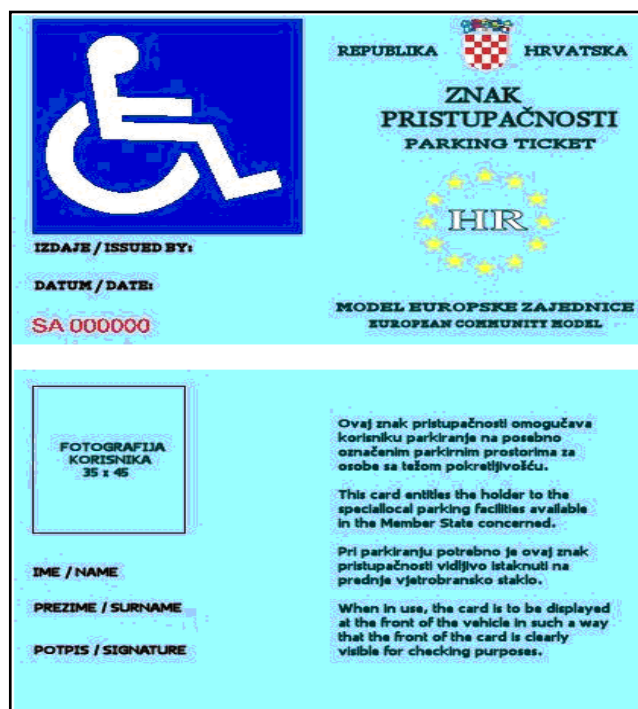 REPUBLIKA HRVATSKA
ZNAK
PRISTUPAČNOSTI
PARKING TICKET
HR
IZDAJE / ISSUED BY:
DATUM / DATE:
SA 000000
MODEL EUROPSKE ZAJEDNICE
EUROPEAN COMMUNITY MODEL
FOTOGRAFIJA
KORISNIKA
35 x 45
IME / NAME
PREZIME / SURNAME
POTPIS / SIGNATURE
Ovaj znak pristupačnosti omogučava
korisniku parkiranje na posebno
označenim parkirnim prostorima za
osobe sa težom pokretljivošću.
This card entitles the holder to the
speciallocal parking facilities available
in the Member State concerned.
Pri parkiranju potrebno je ovaj znak
pristupačnosti vidljivo istaknuti na
prednje vjetrobransko staklo.
When in use, the card is to be displayed
at the front of the vehicle in such a way
that the front of the card is clearly
visible for checking purposes.